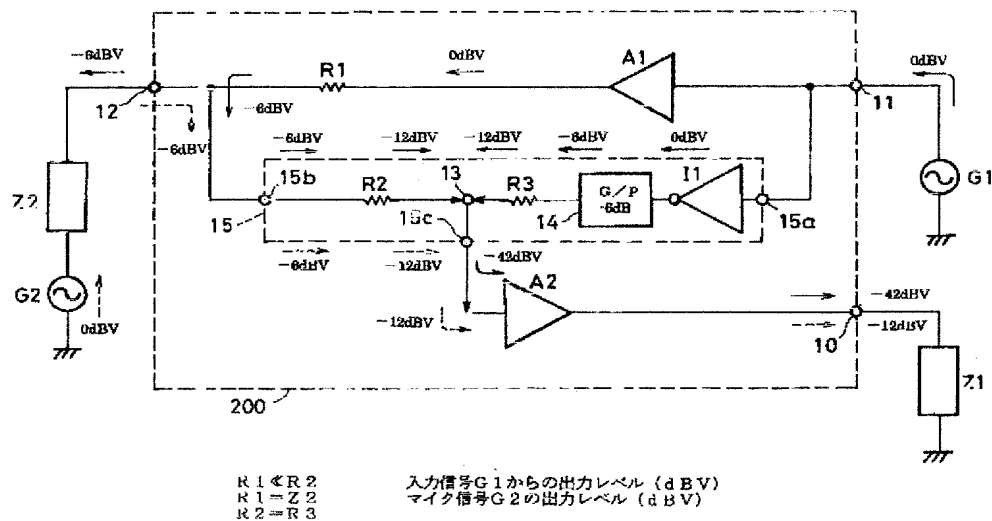 -6dBV
0dBV
A1
0dBV
R1
12
-6dBV
11
-6dBV
-6dBV
-12dBV
-12dBV
-6dBV
0dBV
G1
Z2
15b
R2
13
R3
G/P
-6dB
I1
15a
15
15c
14
-6dBV
-12dBV
-42dBV
G2
0dBV
A2
-12dBV
-42dBV
10
-12dBV
Z1
200
R1≪R2
R1=Z2
R2=R3
入力信号G1からの出力レベル(dBV)
マイク信号G2の出力レベル(dBV)